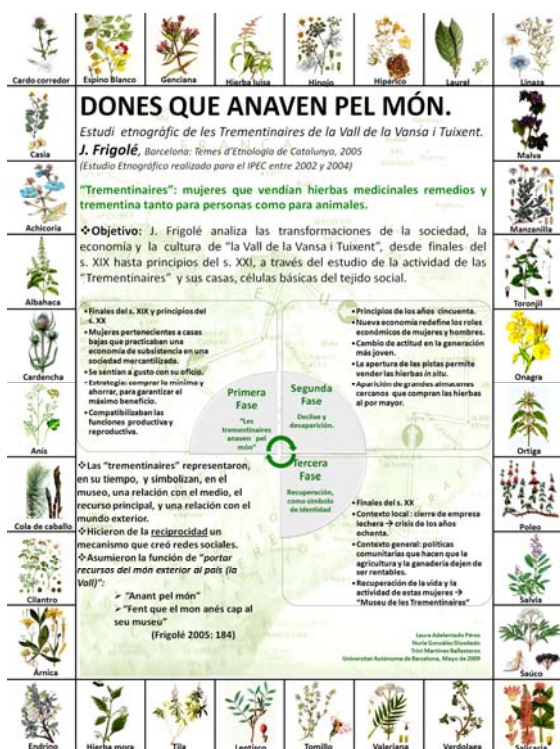 Cardo corredor
Espino Blanco
Genciana
Hierba luisa
Hinojo
Hipérico
Laurel
Linaza
DONES QUE ANAVEN PEL MÓN.
Estudi etnogràfic de les Trementinaires de la Vall de la Vansa i Tuixent.
J. Frigolé, Barcelona: Temes d'Etnologia de Catalunya, 2005
(Estudio Etnográfico realizado para el IPEC entre 2002 y 2004)
"Trementinaires": mujeres que vendían hierbas medicinales remedios y
trementina tanto para personas como para animales.
❖Objetivo: J. Frigolé analiza las transformaciones de la sociedad, la
economía y la cultura de "la Vall de la Vansa i Tuixent", desde finales del
s. XIX hasta principios del s. XXI, a través del estudio de la actividad de las
"Trementinaires" y sus casas, células básicas del tejido social.
• Finales del s. XIX y principios del
s. XX
• Mujeres pertenecientes a casas
bajas que practicaban una
economía de subsistencia en una
sociedad mercantilizada.
• Se sentían a gusto con su oficio.
• Estrategia: comprar lo mínimo y
ahorrar, para garantizar el
máximo beneficio.
• Compatibilizaban las
funciones productiva y
reproductiva.
Primera
Fase
"Les
trementinaires
anaven pel
món"
Segunda
Fase
Declive y
desaparición.
• Principios de los años cincuenta.
• Nueva economía redefine los roles
económicos de mujeres y hombres.
• Cambio de actitud en la generación
más joven.
• La apertura de las pistas permite
vender las hierbas in situ.
• Aparición de grandes almacenes
cercanos que compran las hierbas
al por mayor.
Tercera
Fase
Recuperación,
como símbolo de
identidad
• Finales del s. XX
• Contexto local: cierre de empresa
lechera → crisis de los años
ochenta.
• Contexto general: políticas
comunitarias que hacen que la
agricultura y la ganadería dejen de
ser rentables.
• Recuperación de la vida y la
actividad de estas mujeres →
"Museu de les Trementinaires"
❖Las "trementinaires" representaron,
en su tiempo, y simbolizan, en el
museo, una relación con el medio, el
recurso principal, y una relación con el
mundo exterior.
❖Hicieron de la reciprocidad un
mecanismo que creó redes sociales.
❖Asumieron la función de "portar
recursos del món exterior al país (la
Vall)":
➢ "Anant pel món"
➢ "Fent que el mon anés cap al
seu museu"
(Frigolé 2005: 184)
Laura Adelantado Pérez
Nuria González Diosdado
Trini Martínez Ballesteros
Universitat Autònoma de Barcelona, Mayo de 2009
Casia
Achicoria
Albahaca
Cardencha
Anís
Cola de caballo
Cilantro
Árnica
Malva
Manzanilla
Toronjil
Onagra
Ortiga
Poleo
Salvia
Saúco
Endrino
Hierba mora
Tila
Lentisco
Tomillo
Valeriana
Verdolaga
Salicaria